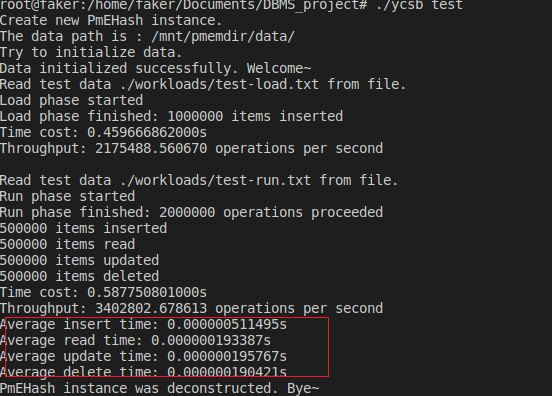 root@faker:/home/faker/Documents/DBMS_project# ./ycsb test
Create new PmEHash instance.
The data path is : /mnt/pmemdir/data/
Try to initialize data.
Data initialized successfully. Welcome~
Read test data ./workloads/test-load.txt from file.
Load phase started
Load phase finished: 1000000 items inserted
Time cost: 0.459666862000s
Throughput: 2175488.560670 operations per second
Read test data ./workloads/test-run.txt from file.
Run phase started
Run phase finished: 2000000 operations proceeded
500000 items inserted
500000 items read
500000 items updated
500000 items deleted
Time cost: 0.587750801000s
Throughput: 3402802.678613 operations per second
Average insert time: 0.000000511495s
Average read time: 0.000000193387s
Average update time: 0.000000195767s
Average delete time: 0.000000190421s
PmEHash instance was deconstructed. Bye~